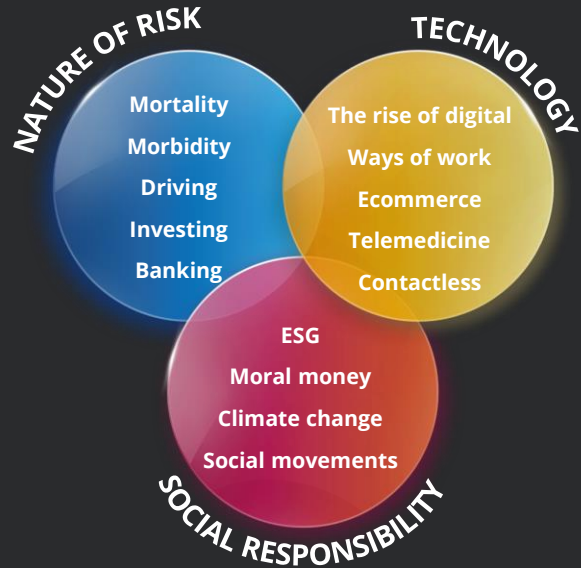 NATURE OF RISK
Mortality
Morbidity
Driving
Investing
Banking
TECHNOLOGY
The rise of digital
Ways of work
Ecommerce
Telemedicine
Contactless
ESG
Moral money
Climate change
Social movements
SOCIAL RESPONSIBILITY